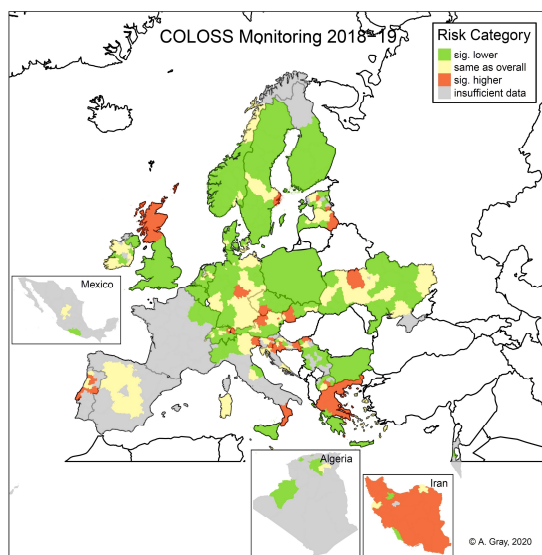 COLOSS Monitoring 2018-19
Risk Category
sig. lower
same as overall
sig. higher
insufficient data
Mexico
Algeria
Iran
© A. Gray, 2020